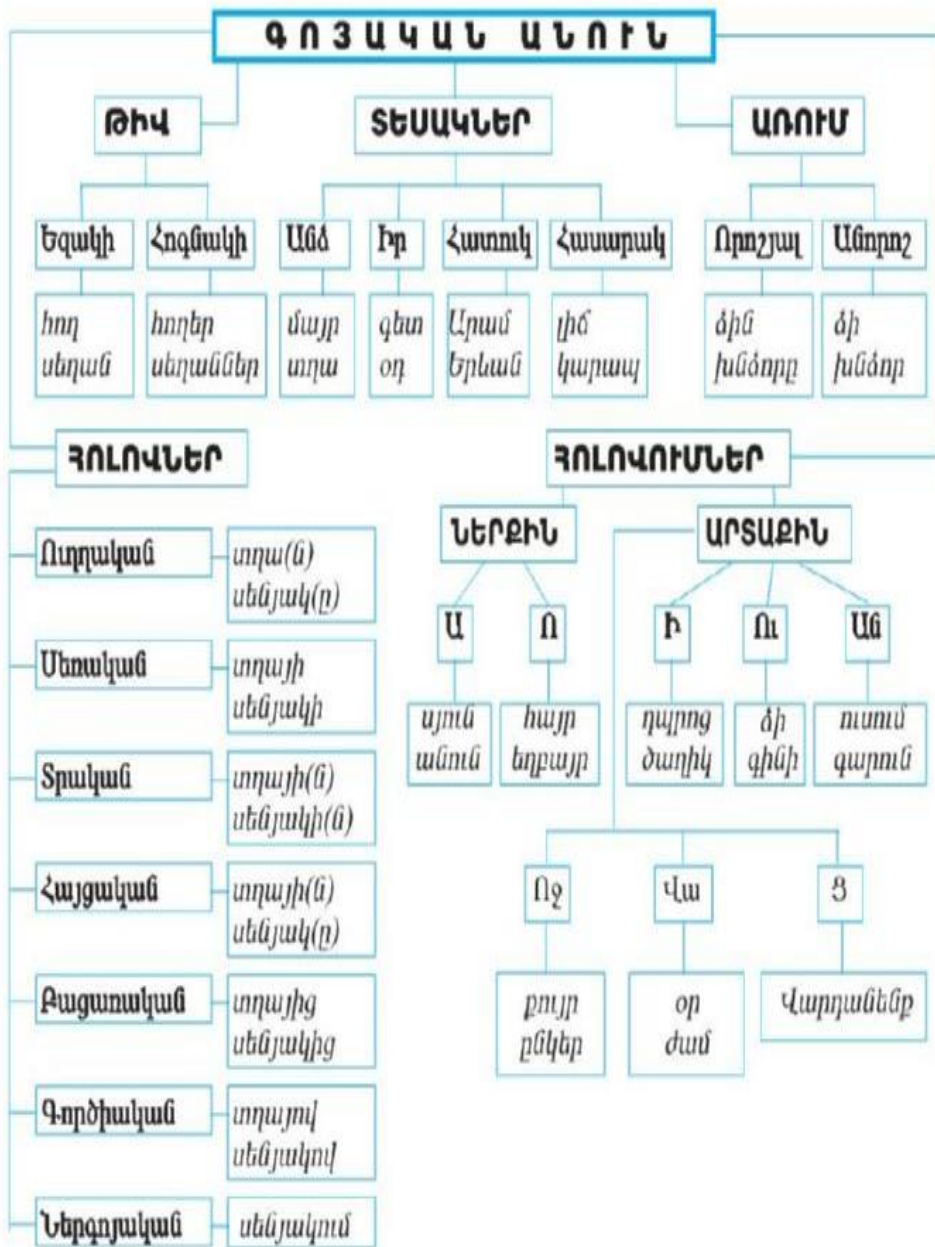 ԳՈՅԱԿԱՆ ԱՆՈՒՆ
ԹԻՎ
ՏԵՍԱԿՆԵՐ
ԱՌՈՒՄ
Եզակի
Հոգնակի
Անձ
Իր
Հատուկ
Հասարակ
Որոշյալ
Անորոշ
հող
սեղան
հողեր
սեղաններ
մայր
տղա
գետ
օդ
Արամ
Երևան
լիճ
կարապ
ձին
խնձորը
ձի
խնձոր
ՀՈԼՈՎՆԵՐ
Ուղղական
տղա(ն)
սենյակ(ը)
Սեռական
տղայի
սենյակի
Տրական
տղայի(ն)
սենյակի(ն)
Հայցական
տղայի(ն)
սենյակ(ը)
Բացառական
տղայից
սենյակից
Գործիական
տղայով
սենյակով
Ներգոյական
սենյակում
ՀՈԼՈՎՈՒՄՆԵՐ
ՆԵՐՔԻՆ
ԱՐՏԱՔԻՆ
Ա
Ո
Ի
Ու
Ան
սյուն
անուն
հայր
եղբայր
դպրոց
ծաղիկ
ձի
գինի
ուսում
գարուն
Ոջ
Վա
Ց
քույր
ընկեր
օր
ժամ
Վարդանենք